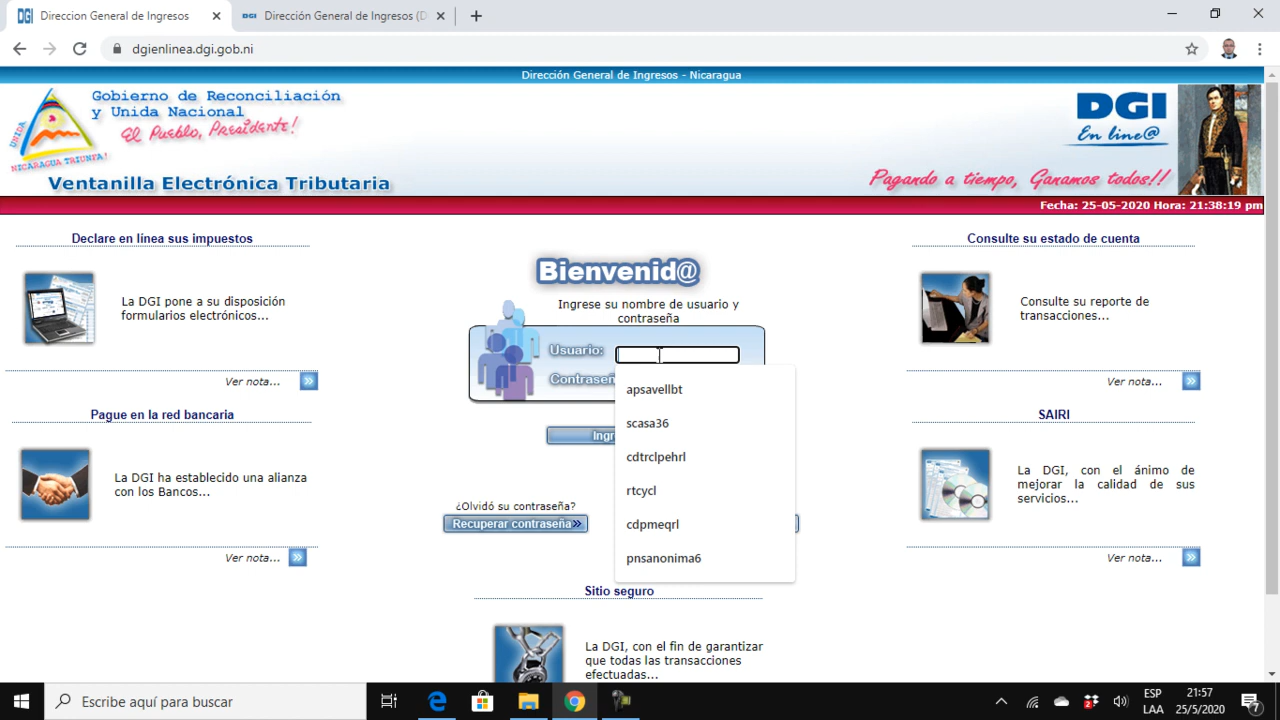 Direccion General de Ingresos
Dirección General de Ingresos (D
dgienlinea.dgi.gob.ni
Dirección General de Ingresos - Nicaragua
Gobierno de Reconciliación
y Unida Nacional
El Pueblo, Presidente!
UNIDA
NICARAGUA TRIUNFA!
Ventanilla Electrónica Tributaria
DGI
En line@
Pagando a tiempo, Ganamos todos!!
Fecha: 25-05-2020 Hora: 21:38:19 pm
Declare en línea sus impuestos
La DGI pone a su disposición
formularios electrónicos...
Ver nota...
Pague en la red bancaria
La DGI ha establecido una alianza
con los Bancos...
Ver nota...
Bienvenid@
Ingrese su nombre de usuario y
contraseña
Usuario:
Contraseñ
apsavellbt
scasa36
cdtrclpehrl
rtcycl
cdpmeqrl
pnsanonima6
Ingr
¿Olvidó su contraseña?
Recuperar contraseña
Sitio seguro
La DGI, con el fin de garantizar
que todas las transacciones
efectuadas...
Consulte su estado de cuenta
Consulte su reporte de
transacciones...
Ver nota...
SAIRI
La DGI, con el ánimo de
mejorar la calidad de sus
servicios...
Ver nota...
Escribe aquí para buscar
ESP
LAA
21:57
25/5/2020
7